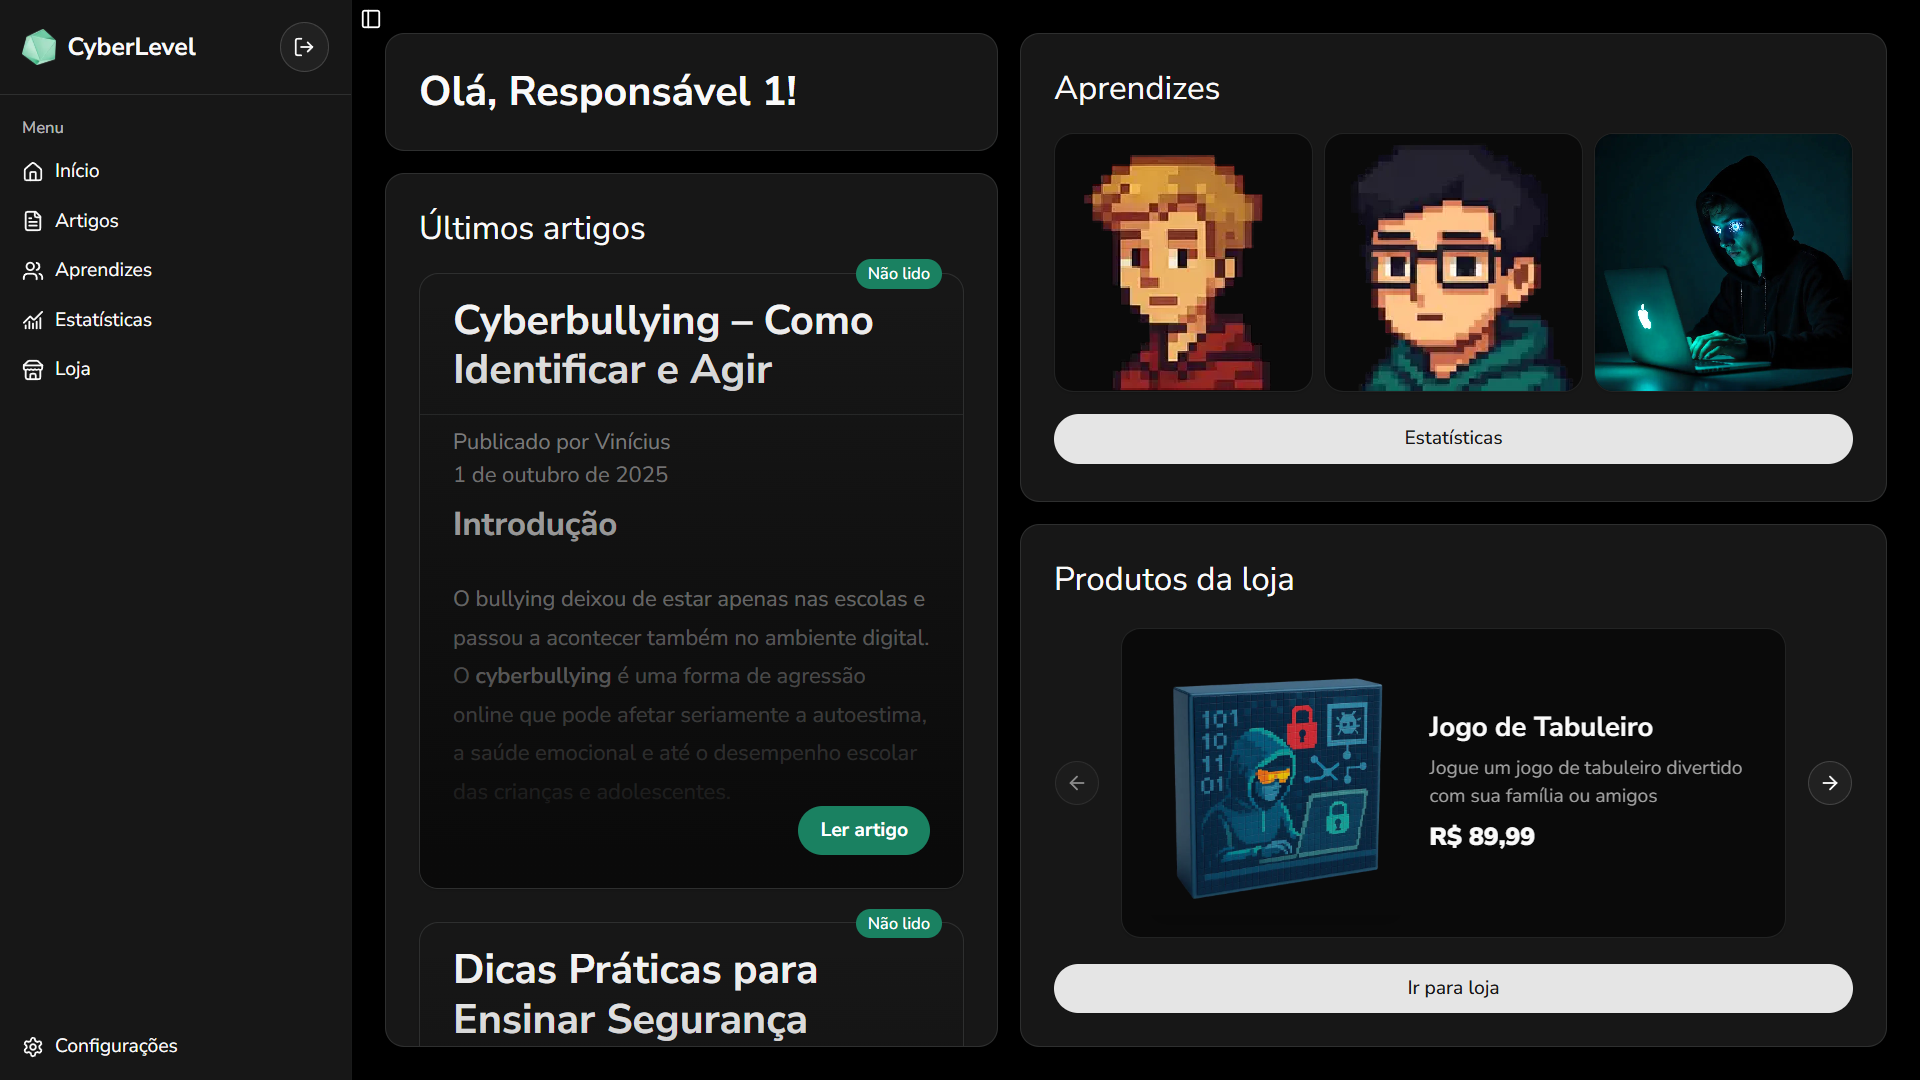 CyberLevel
Menu
Início
Artigos
Aprendizes
Estatísticas
Loja
Configurações
Olá, Responsável 1!
Últimos artigos
Não lido
Cyberbullying – Como
Identificar e Agir
Publicado por Vinícius
1 de outubro de 2025
Introdução
O bullying deixou de estar apenas nas escolas e
passou a acontecer também no ambiente digital.
O cyberbullying é uma forma de agressão
online que pode afetar seriamente a autoestima,
a saúde emocional e até o desempenho escolar
das crianças e adolescentes.
Ler artigo
Não lido
Dicas Práticas para
Ensinar Segurança
Aprendizes
Estatísticas
Produtos da loja
101
10
11
01
Jogo de Tabuleiro
Jogue um jogo de tabuleiro divertido
com sua família ou amigos
R$ 89,99
Ir para loja